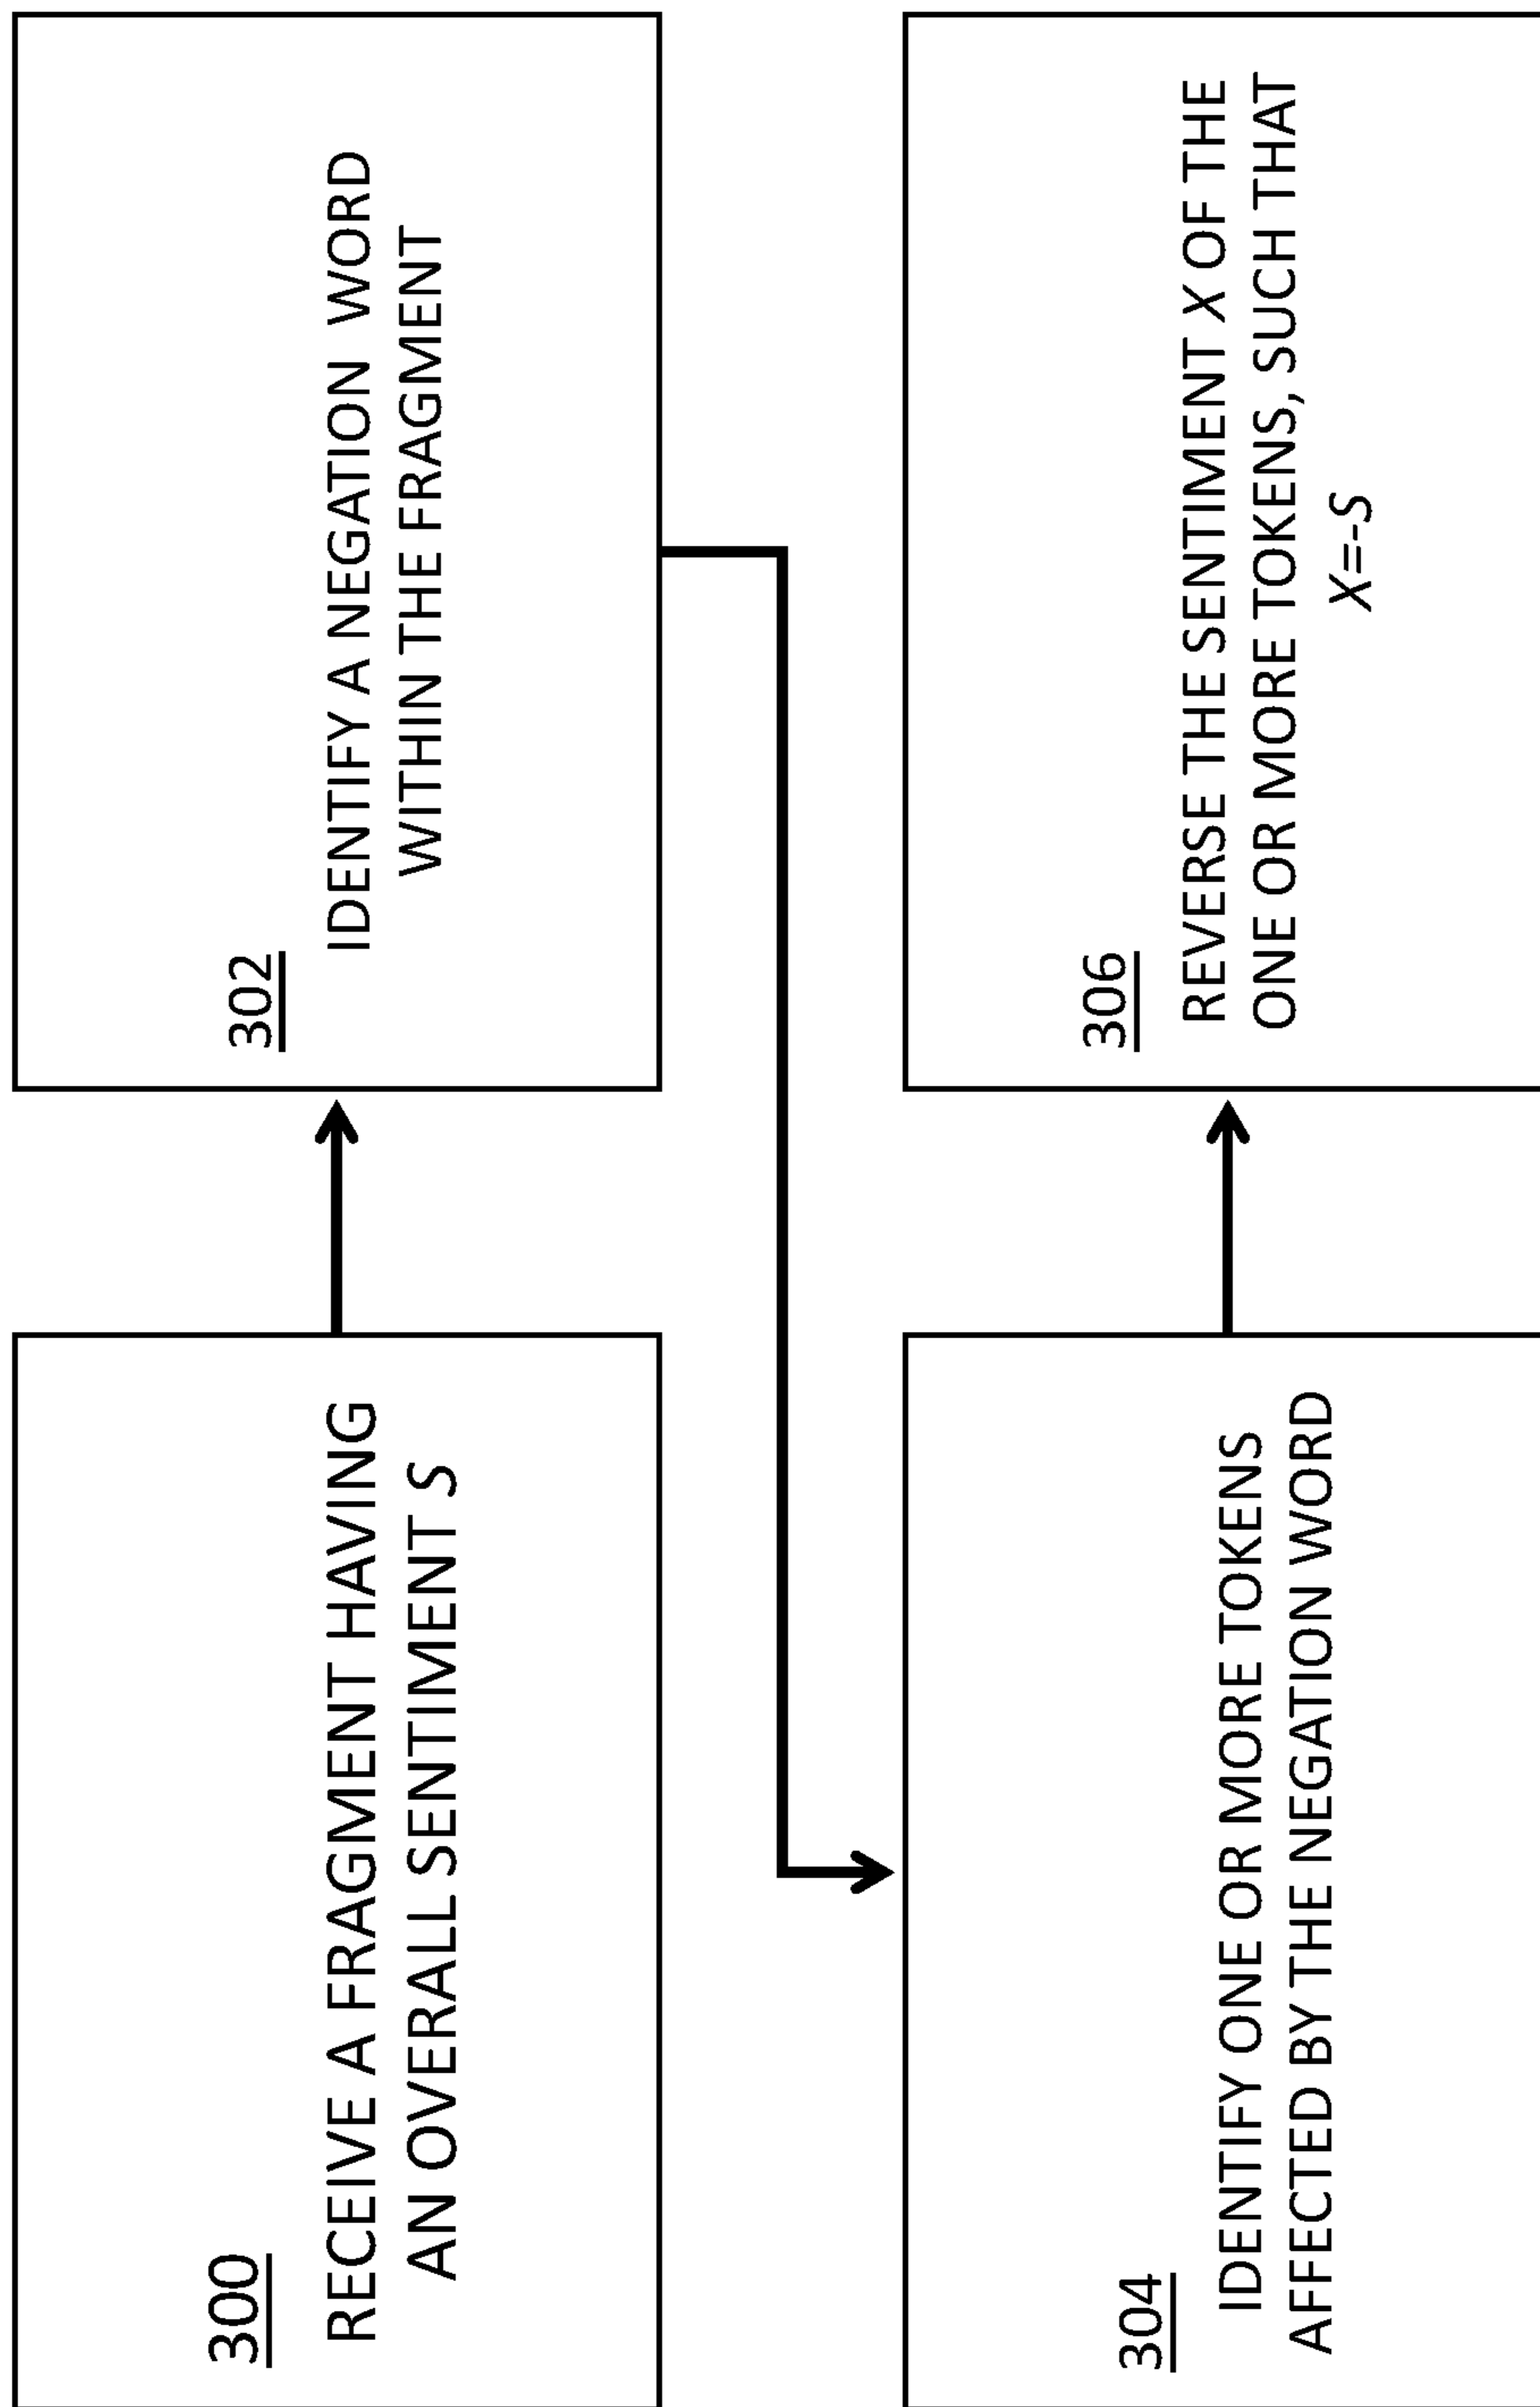 300
RECEIVE A FRAGMENT HAVING
AN OVERALL SENTIMENT S
302
IDENTIFY A NEGATION WORD
WITHIN THE FRAGMENT
304
IDENTIFY ONE OR MORE TOKENS
AFFECTED BY THE NEGATION WORD
306
REVERSE THE SENTIMENT X OF THE
ONE OR MORE TOKENS, SUCH THAT
X=-S